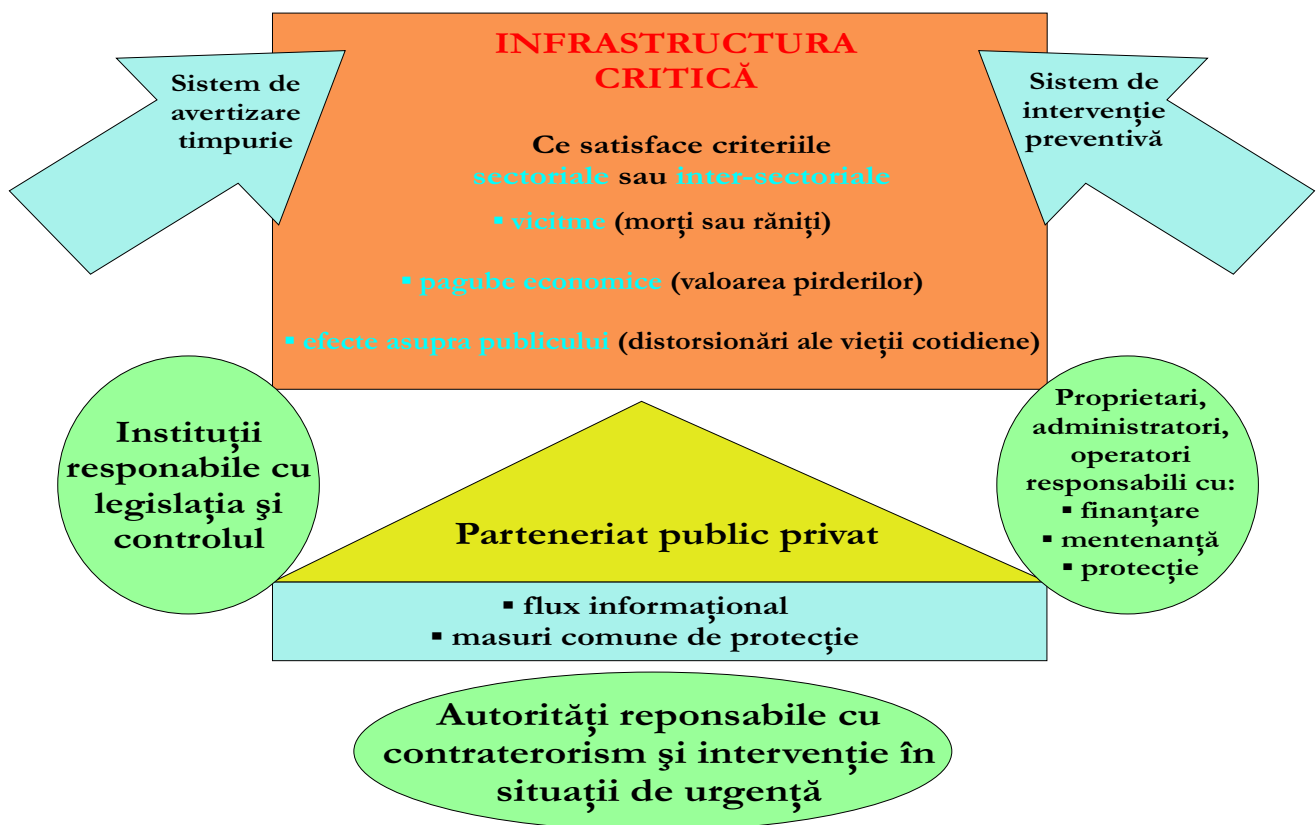 INFRASTRUCTURA
CRITICĂ
Sistem de
avertizare
timpurie
Sistem de
intervenţie
preventivă
Ce satisface criteriile
sectoriale sau inter-sectoriale
▪ vicitme (morţi sau răniţi)
▪ pagube economice (valoarea pirderilor)
▪ efecte asupra publicului (distorsionări ale vieţii cotidiene)
Instituţii
responabile cu
legislaţia şi
controlul
Parteneriat public privat
Proprietari,
administratori,
operatori
responsabili cu:
▪ finanţare
▪ mentenanţă
▪ protecţie
▪ flux informaţional
▪ masuri comune de protecţie
Autorităţi reponsabile cu
contraterorism şi intervenţie în
situaţii de urgenţă